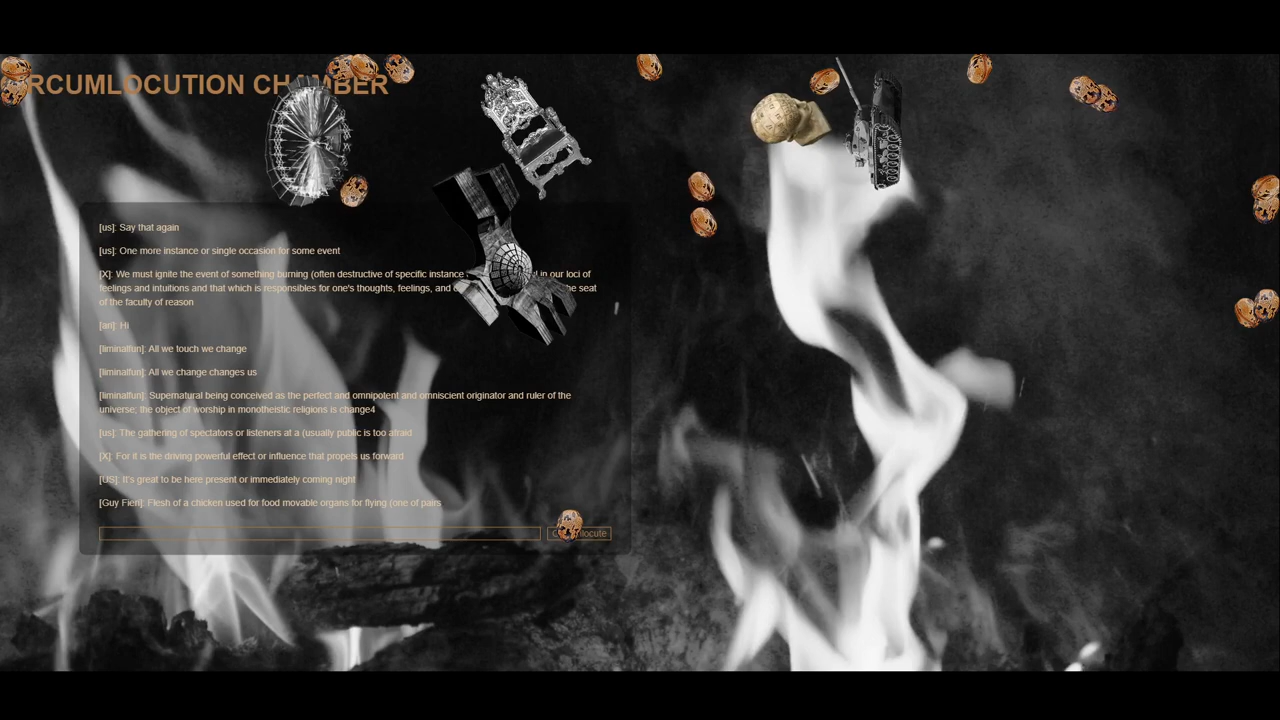 RCUMLOCUTION CHAMBER
[us]: Say that again
[us]: One more instance or single occasion for some event
[X]: We must ignite the event of something burning (often destructive of specific instance in our loci of
feelings and intuitions and that which is responsible for one's thoughts, feelings, and the seat
of the faculty of reason
[ari]: Hi
[liminalfun]: All we touch we change
[liminalfun]: All we change changes us
[liminalfun]: Supernatural being conceived as the perfect and omnipotent and omniscient originator and ruler of the
universe; the object of worship in monotheistic religions is change4
[us]: The gathering of spectators or listeners at a (usually public is too afraid
[X]: For it is the driving powerful effect or influence that propels us forward
[US]: It's great to be here present or immediately coming night
[Guy Fieri]: Flesh of a chicken used for food movable organs for flying (one of pairs